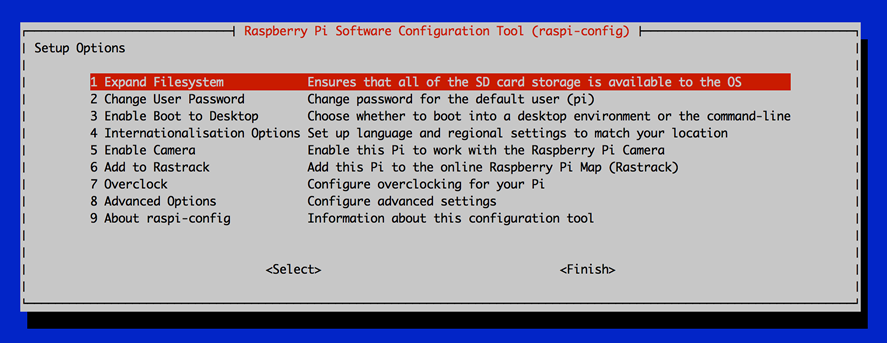 Raspberry Pi Software Configuration Tool (raspi-config)
Setup Options
1 Expand Filesystem Ensures that all of the SD card storage is available to the OS
2 Change User Password Change password for the default user (pi)
3 Enable Boot to Desktop Choose whether to boot into a desktop environment or the command-line
4 Internationalisation Options Set up language and regional settings to match your location
5 Enable Camera Enable this Pi to work with the Raspberry Pi Camera
6 Add to Rastrack Add this Pi to the online Raspberry Pi Map (Rastrack)
7 Overclock Configure overclocking for your Pi
8 Advanced Options Configure advanced settings
9 About raspi-config Information about this configuration tool
<Select> <Finish>